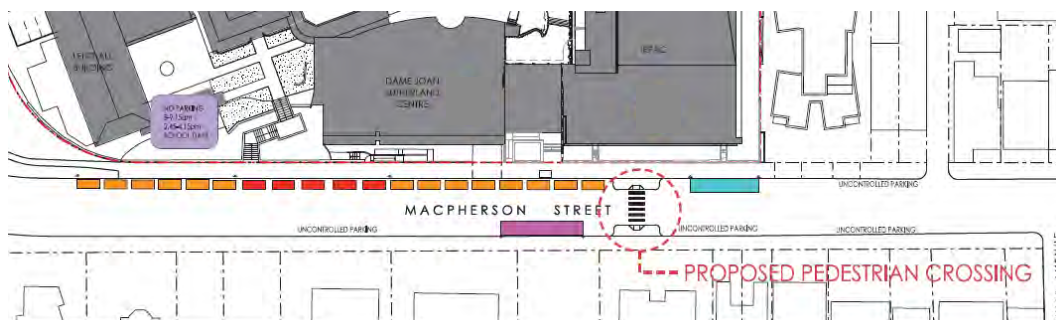 DAME JOAN
SUTHERLAND
CENTRE
NO PARKING
SCHOOL DAYS
UNCONTROLLED PARKING
MACPHERSON STREET
UNCONTROLLED PARKING
UNCONTROLLED PARKING
UNCONTROLLED PARKING
PROPOSED PEDESTRIAN CROSSING